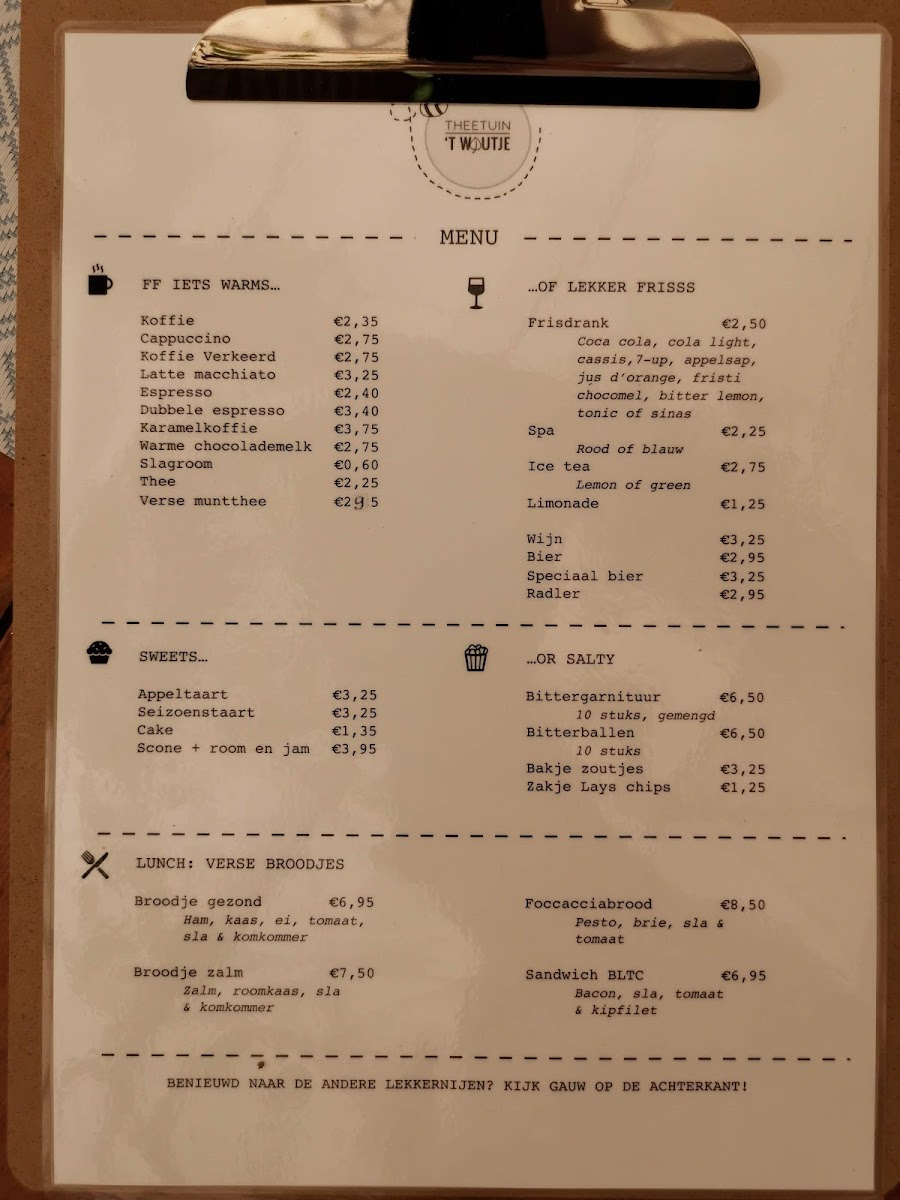 THEETUIN
'T WOUTJE
MENU
FF IETS WARMS…
Koffie €2,35
Cappuccino €2,75
Koffie Verkeerd €2,75
Latte macchiato €3,25
Espresso €2,40
Dubbele espresso €3,40
Karamelkoffie €3,75
Warme chocolademelk €2,75
Slagroom €0,60
Thee €2,25
Verse muntthee €2,95
…OF LEKKER FRISSS
Frisdrank €2,50
Coca cola, cola light,
cassis,7-up, appelsap,
jus d'orange, fristi
chocomel, bitter lemon,
tonic of sinas
Spa €2,25
Rood of blauw
Ice tea €2,75
Lemon of green
Limonade €1,25
Wijn €3,25
Bier €2,95
Speciaal bier €3,25
Radler €2,95
SWEETS…
Appeltaart €3,25
Seizoenstaart €3,25
Cake €1,35
Scone + room en jam €3,95
…OR SALTY
Bittergarnituur €6,50
10 stuks, gemengd
Bitterballen €6,50
10 stuks
Bakje zoutjes €3,25
Zakje Lays chips €1,25
LUNCH: VERSE BROODJES
Broodje gezond €6,95
Ham, kaas, ei, tomaat,
sla & komkommer
Broodje zalm €7,50
Zalm, roomkaas, sla
& komkommer
Foccacciabrood €8,50
Pesto, brie, sla &
tomaat
Sandwich BLTC €6,95
Bacon, sla, tomaat
& kipfilet
BENIEUWD NAAR DE ANDERE LEKKERNIJEN? KIJK GAUW OP DE ACHTERKANT!